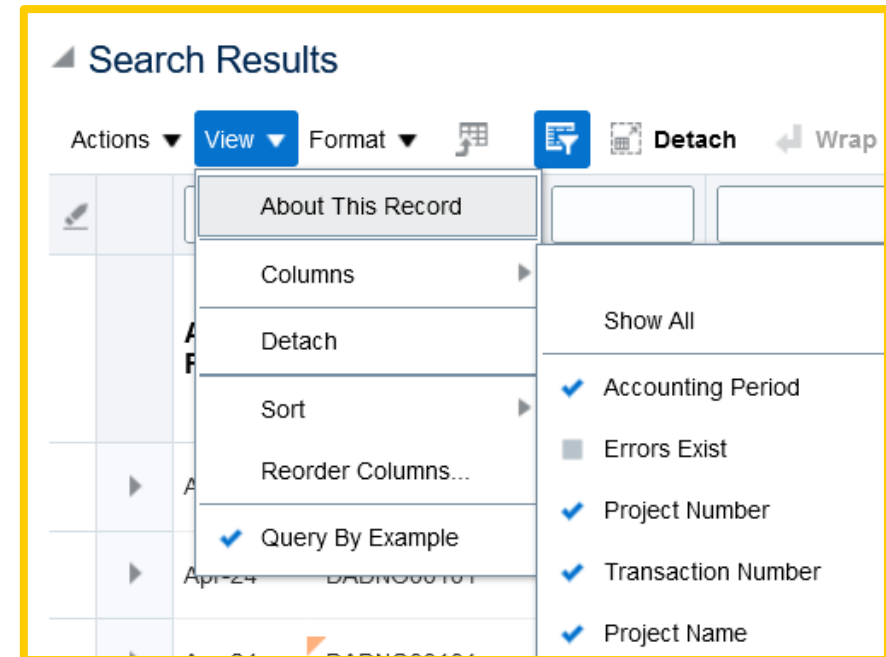 Search Results
Actions View Format Detach Wrap
About This Record
Columns
Show All
Detach
Accounting Period
Sort
Errors Exist
Reorder Columns...
Project Number
Query By Example
Apr-24 Transaction Number
Project Name